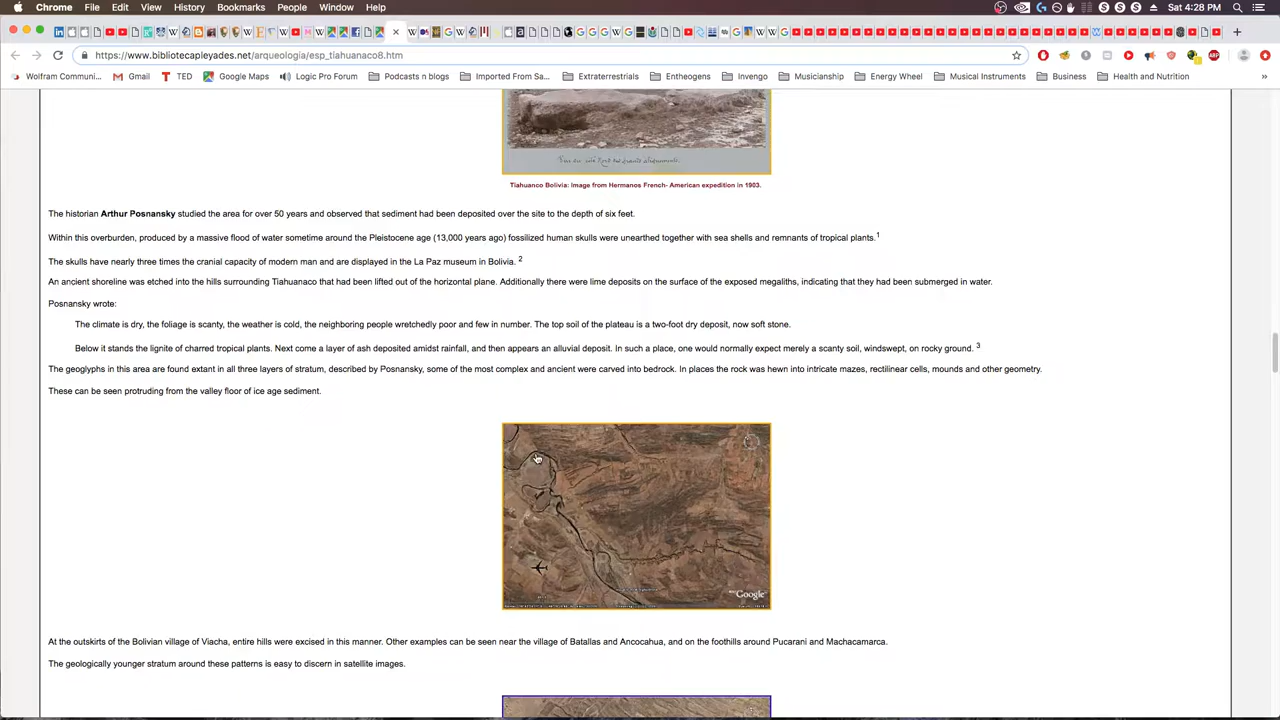 Chrome File Edit View History Bookmarks People Window Help Sat 4:28 PM
https://www.bibliotecapleyades.net/arqueologia/esp_tiahuanaco8.htm
Wolfram Communi... Gmail TED Google Maps Logic Pro Forum Podcasts n blogs Imported From Sa... Extraterrestrials Entheogens Invengo Musicianship Energy Wheel Musical Instruments Business Health and Nutrition »
Tiahuanco Bolivia: Image from Hermanos French- American expedition in 1903.
The historian Arthur Posnansky studied the area for over 50 years and observed that sediment had been deposited over the site to the depth of six feet.
Within this overburden, produced by a massive flood of water sometime around the Pleistocene age (13,000 years ago) fossilized human skulls were unearthed together with sea shells and remnants of tropical plants.1
The skulls have nearly three times the cranial capacity of modern man and are displayed in the La Paz museum in Bolivia. 2
An ancient shoreline was etched into the hills surrounding Tiahuanaco that had been lifted out of the horizontal plane. Additionally there were lime deposits on the surface of the exposed megaliths, indicating that they had been submerged in water.
Posnansky wrote:
The climate is dry, the foliage is scanty, the weather is cold, the neighboring people wretchedly poor and few in number. The top soil of the plateau is a two-foot dry deposit, now soft stone.
Below it stands the lignite of charred tropical plants. Next come a layer of ash deposited amidst rainfall, and then appears an alluvial deposit. In such a place, one would normally expect merely a scanty soil, windswept, on rocky ground. 3
The geoglyphs in this area are found extant in all three layers of stratum, described by Posnansky, some of the most complex and ancient were carved into bedrock. In places the rock was hewn into intricate mazes, rectilinear cells, mounds and other geometry.
These can be seen protruding from the valley floor of ice age sediment.
Google
At the outskirts of the Bolivian village of Viacha, entire hills were excised in this manner. Other examples can be seen near the village of Batallas and Ancocahua, and on the foothills around Pucarani and Machacamarca.
The geologically younger stratum around these patterns is easy to discern in satellite images.